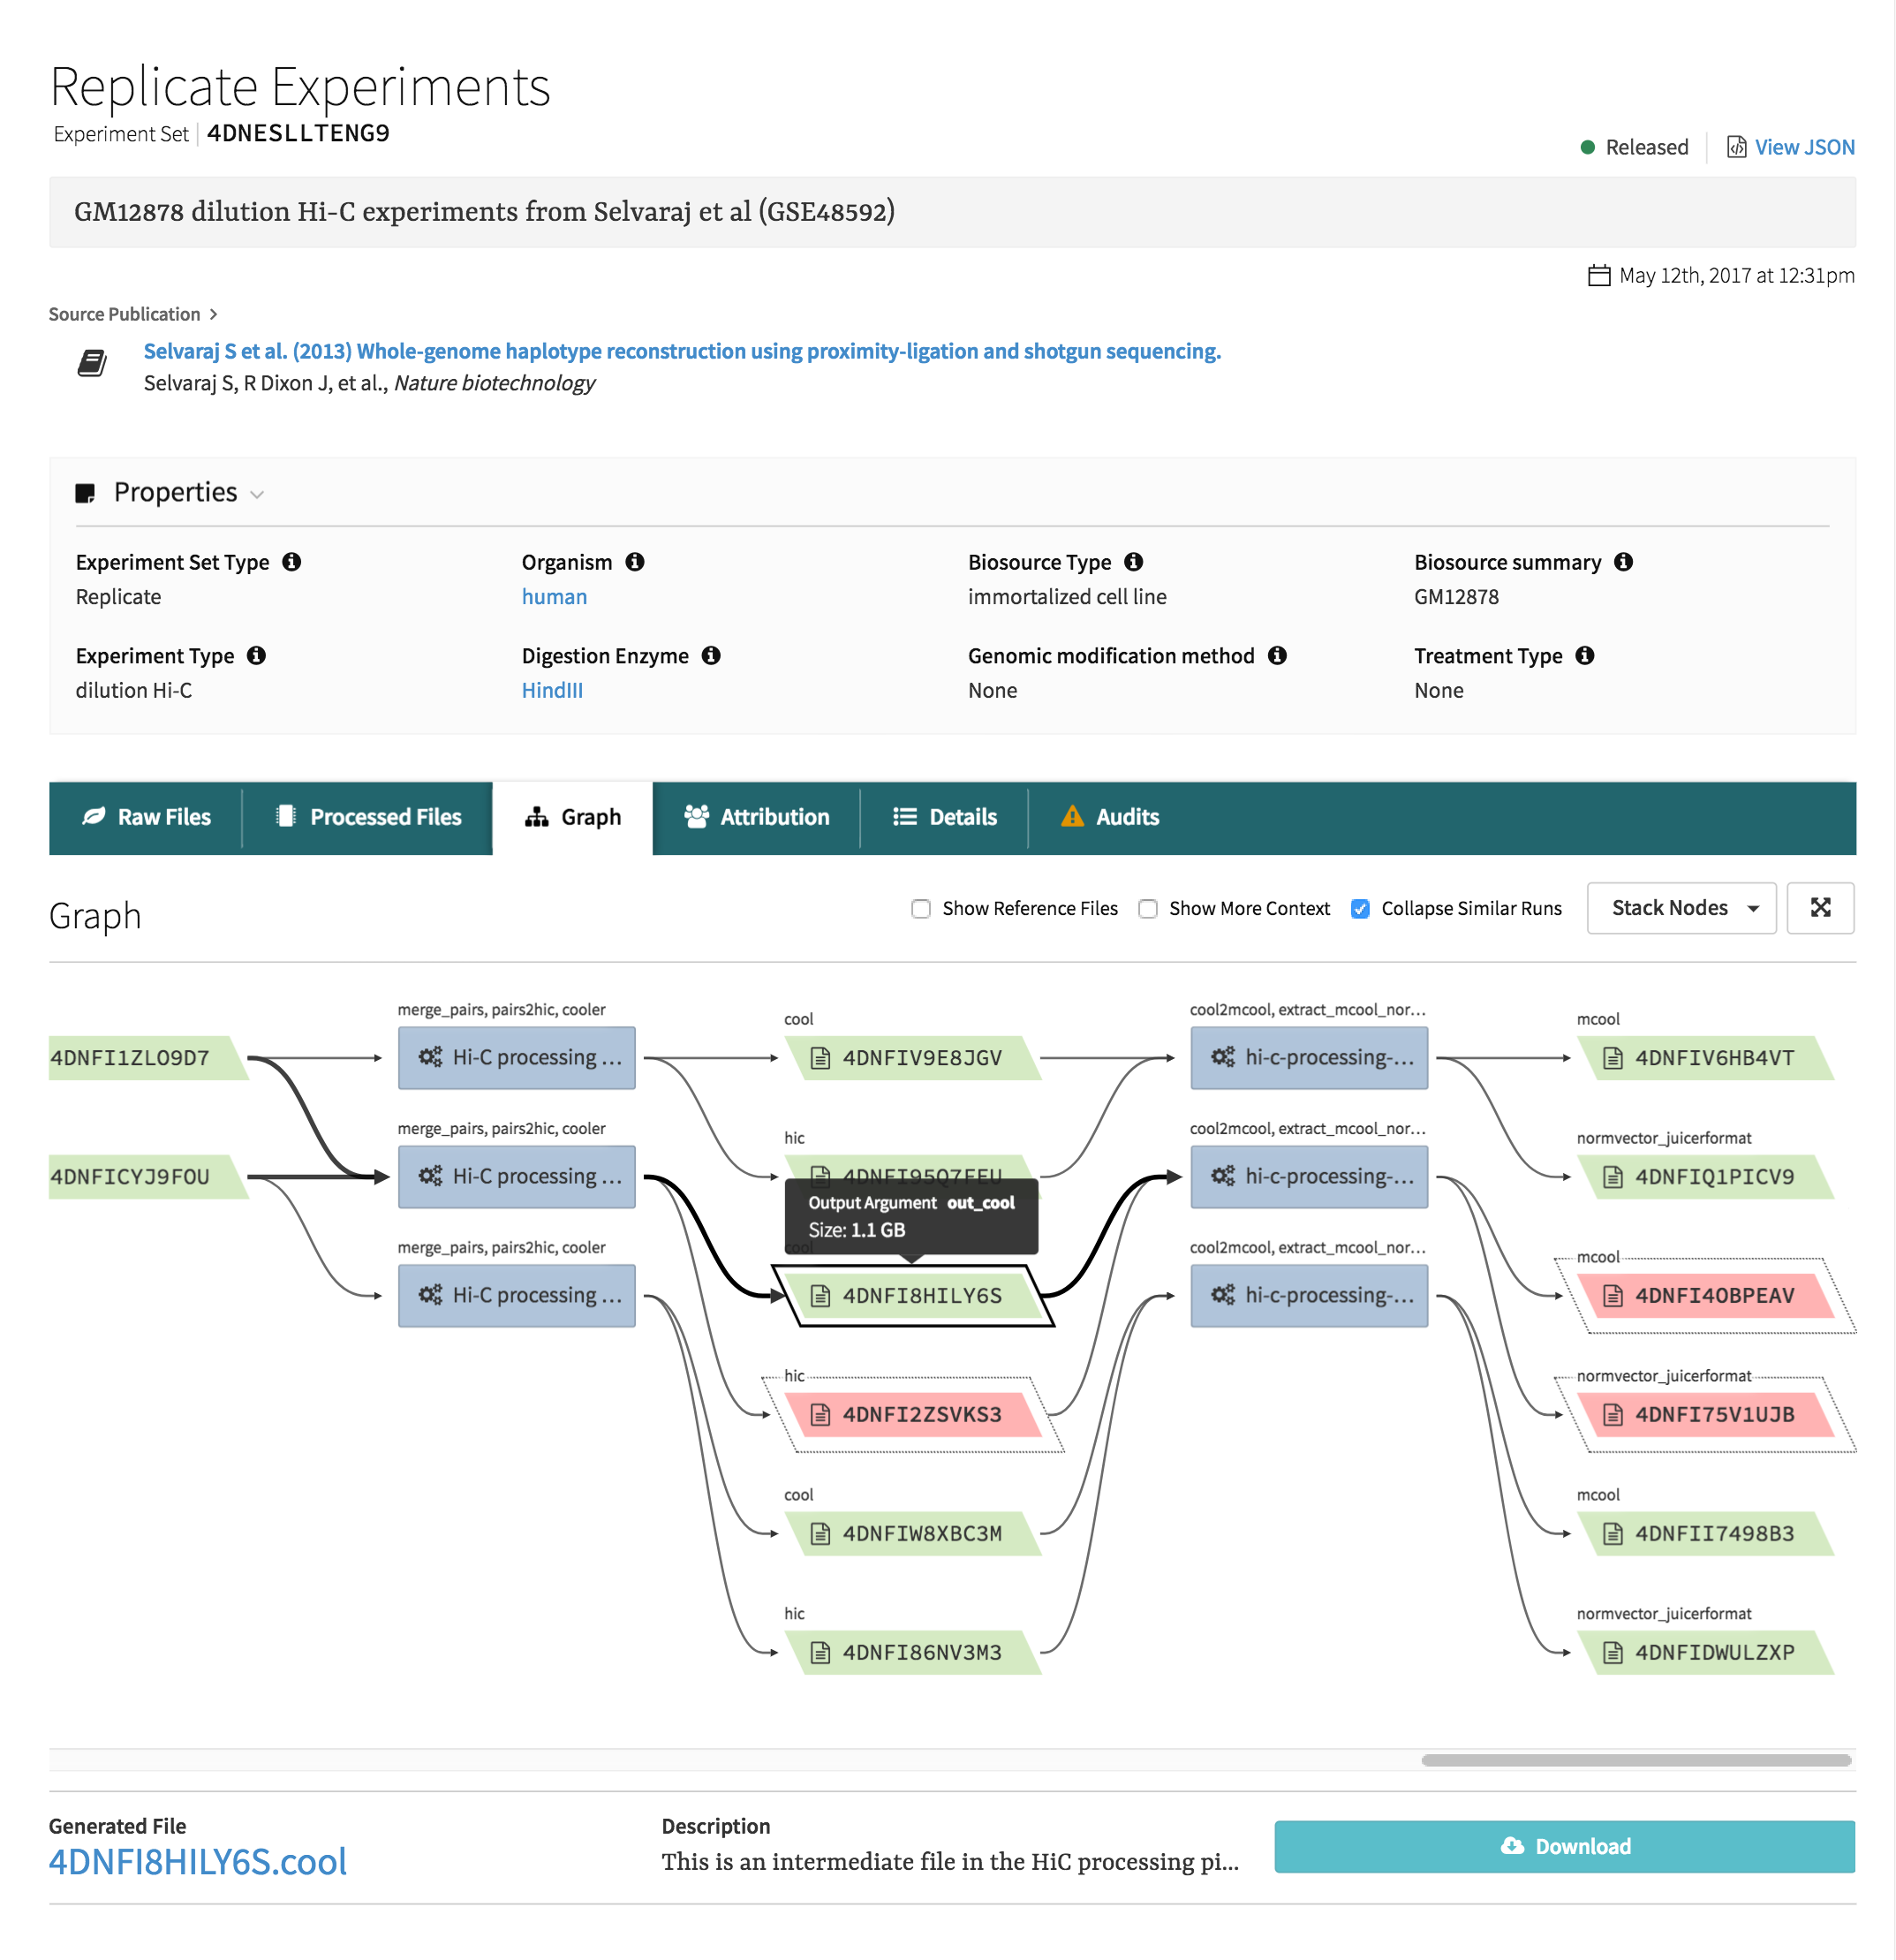 Replicate Experiments
Experiment Set 4DNESLLTENG9
Released View JSON
GM12878 dilution Hi-C experiments from Selvaraj et al (GSE48592)
May 12th, 2017 at 12:31pm
Source Publication >
Selvaraj S et al. (2013) Whole-genome haplotype reconstruction using proximity-ligation and shotgun sequencing.
Selvaraj S, R Dixon J, et al., Nature biotechnology
Properties
Experiment Set Type Organism Biosource Type Biosource summary
Replicate human immortalized cell line GM12878
Experiment Type Digestion Enzyme Genomic modification method Treatment Type
dilution Hi-C HindIII None None
Raw Files Processed Files Graph Attribution Details Audits
Graph Show Reference Files Show More Context Collapse Similar Runs Stack Nodes
merge_pairs, pairs2hic, cooler cool cool2mcool, extract_mcool_nor... mcool
4DNFI1ZLO9D7 Hi-C processing ... 4DNFIV9E8JGV hi-c-processing-... 4DNFIV6HB4VT
merge_pairs, pairs2hic, cooler hic cool2mcool, extract_mcool_nor... normvector_juicerformat
4DNFICYJ9FOU Hi-C processing ... 4DNFI95Q7FEU hi-c-processing-... 4DNFIQ1PICV9
Output Argument out_cool
Size: 1.1 GB
merge_pairs, pairs2hic, cooler cool cool2mcool, extract_mcool_nor... mcool
Hi-C processing ... 4DNFI8HILY6S hi-c-processing-... 4DNFI4OBPEAV
hic normvector_juicerformat
4DNFI2ZSVKS3 4DNFI75V1UJB
cool mcool
4DNFIW8XBC3M 4DNFII7498B3
hic normvector_juicerformat
4DNFI86NV3M3 4DNFIDWULZXP
Generated File Description
4DNFI8HILY6S.cool This is an intermediate file in the HiC processing pi... Download